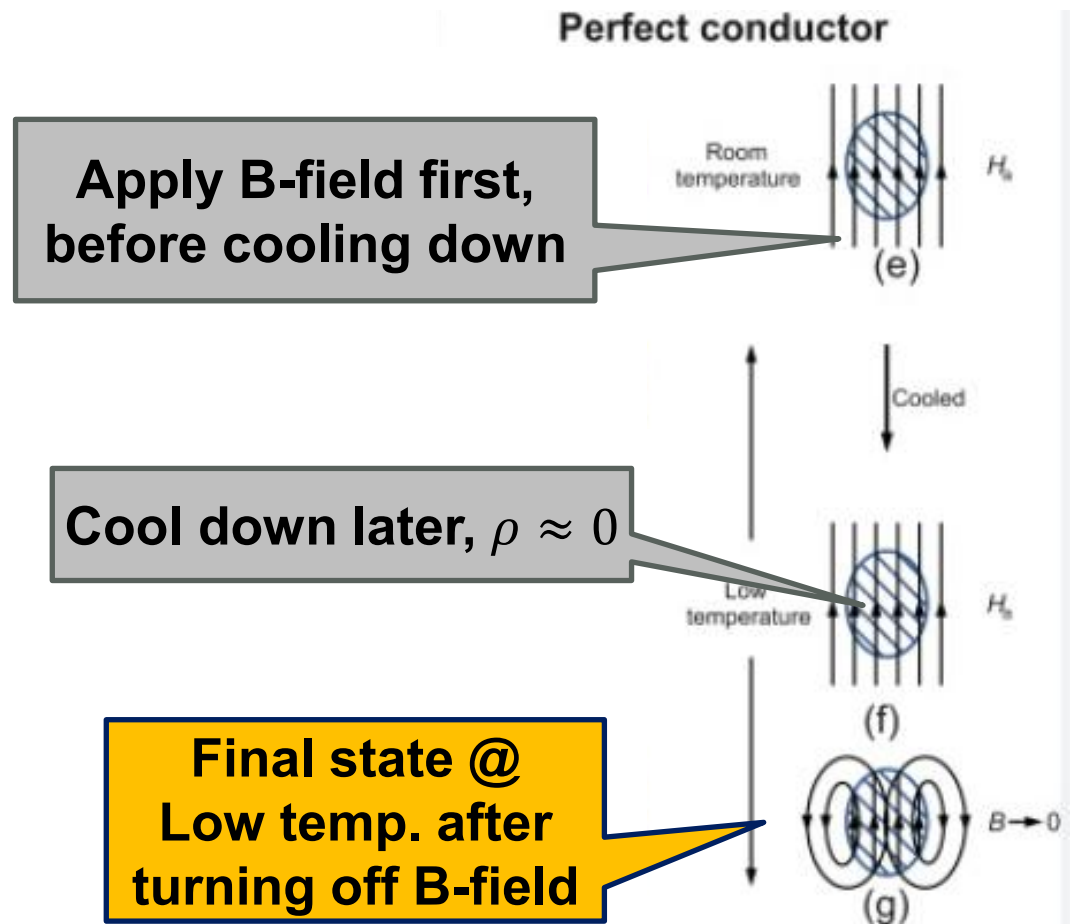 Perfect conductor
Apply B-field first,
before cooling down
Room
temperature
Hₐ
(e)
Cooled
Cool down later, ρ ≈ 0
Low
temperature
Hₐ
(f)
Final state @
Low temp. after
turning off B-field
B→0
(g)